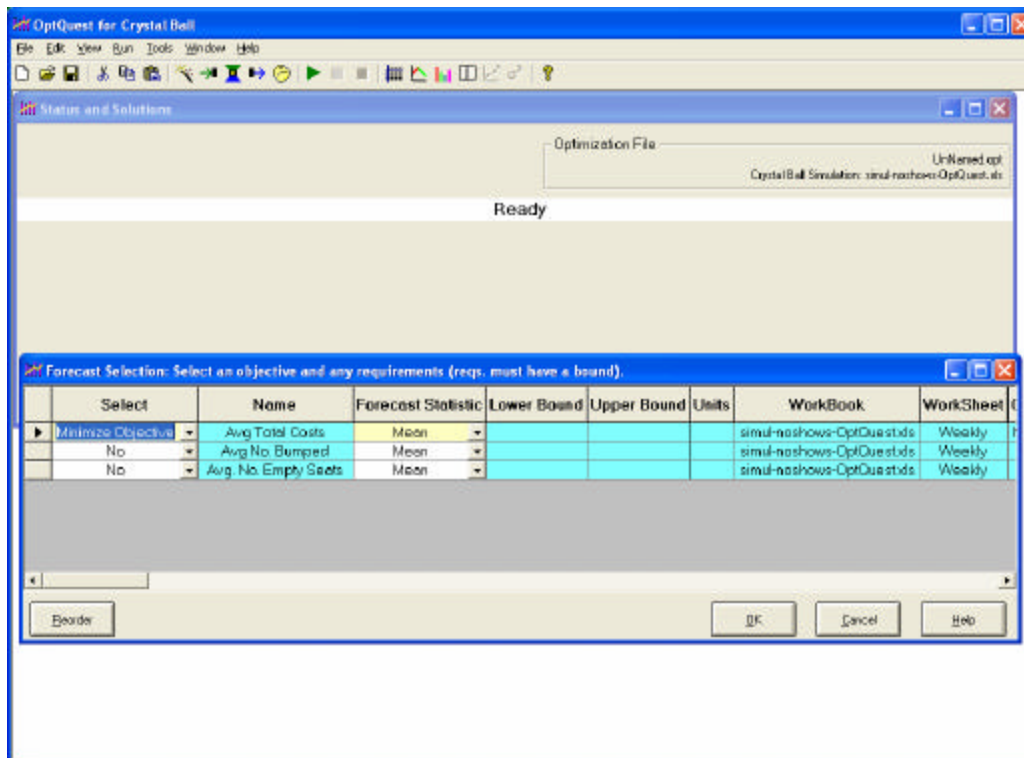 OptQuest for Crystal Ball
File Edit View Run Tools Window Help
Status and Solutions
Optimization File
UnNamed.opt
Crystal Ball Simulation: simul-noshows-OptQuest.xls
Ready
Forecast Selection: Select an objective and any requirements (reqs. must have a bound).
Select Name Forecast Statistic Lower Bound Upper Bound Units WorkBook WorkSheet
Minimize Objective Avg Total Costs Mean simul-noshows-OptQuest.xls Weekly
No Avg No. Bumped Mean simul-noshows-OptQuest.xls Weekly
No Avg. No. Empty Seats Mean simul-noshows-OptQuest.xls Weekly
Reorder OK Cancel Help